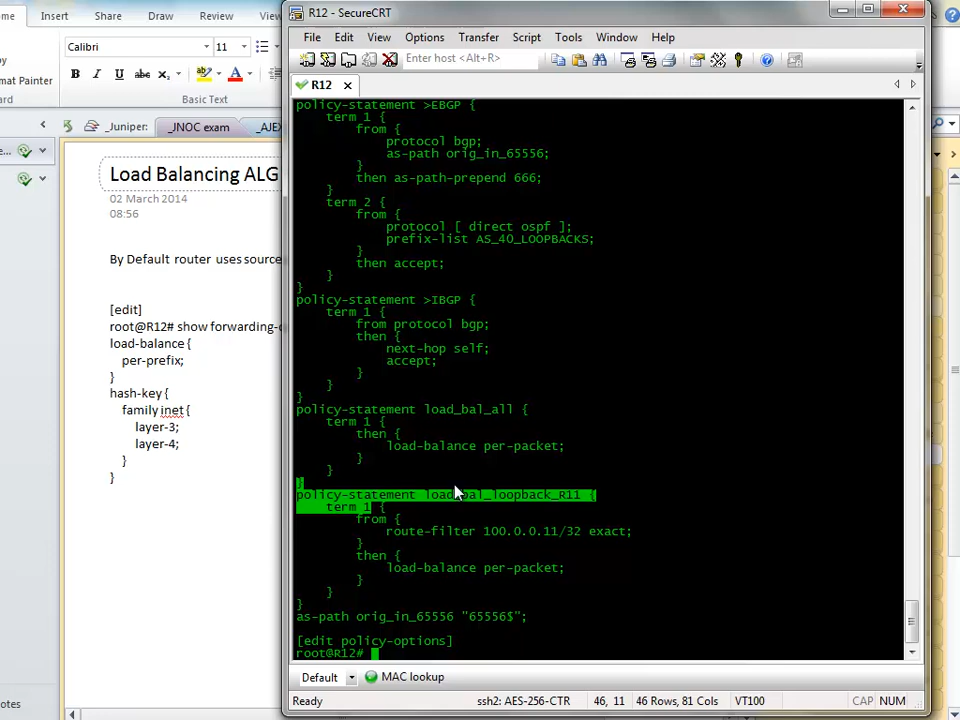 Home
Insert
Share
Draw
Review
R12 - SecureCRT
File Edit View Options Transfer Script Tools Window Help
Calibri 11
Enter host <Alt+R>
mat Painter
B I U abc
Basic Text
R12
_Juniper:
_JNOC exam
_AJEX
Load Balancing ALG
02 March 2014
08:56
By Default router uses source
[edit]
root@R12# show forwarding-o
load-balance {
per-prefix;
}
hash-key {
family inet {
layer-3;
layer-4;
}
}
notes
policy-statement >EBGP {
term 1 {
from {
protocol bgp;
as-path orig_in_65556;
}
then as-path-prepend 666;
}
term 2 {
from {
protocol [ direct ospf ];
prefix-list AS_40_LOOPBACKS;
}
then accept;
}
}
policy-statement >IBGP {
term 1 {
from protocol bgp;
then {
next-hop self;
accept;
}
}
}
policy-statement load_bal_all {
term 1 {
then {
load-balance per-packet;
}
}
}
policy-statement load_bal_loopback_R11 {
term 1 {
from {
route-filter 100.0.0.11/32 exact;
}
then {
load-balance per-packet;
}
}
}
as-path orig_in_65556 "65556$";
[edit policy-options]
root@R12#
Default MAC lookup
Ready ssh2: AES-256-CTR 46, 11 46 Rows, 81 Cols VT100 CAP NUM